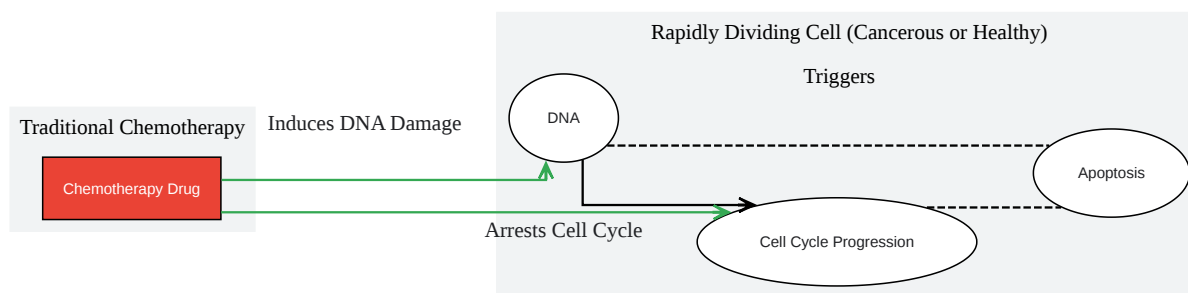 Rapidly Dividing Cell (Cancerous or Healthy)
Triggers
Traditional Chemotherapy
Induces DNA Damage
DNA
Chemotherapy Drug
Apoptosis
Arrests Cell Cycle
Cell Cycle Progression